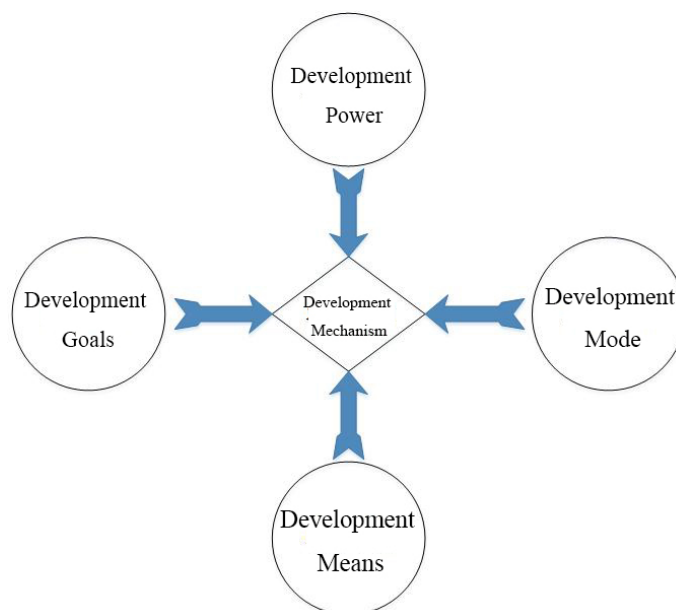 Development
Power
Development
Goals
Development
Mechanism
Development
Mode
Development
Means